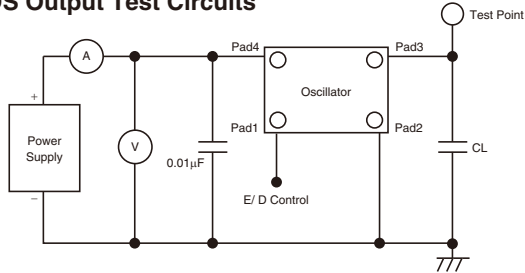 OS Output Test Circuits
Test Point
A
Pad4
Pad3
Oscillator
+
Power
Supply
V
0.01µF
Pad1
Pad2
CL
E/ D Control
−